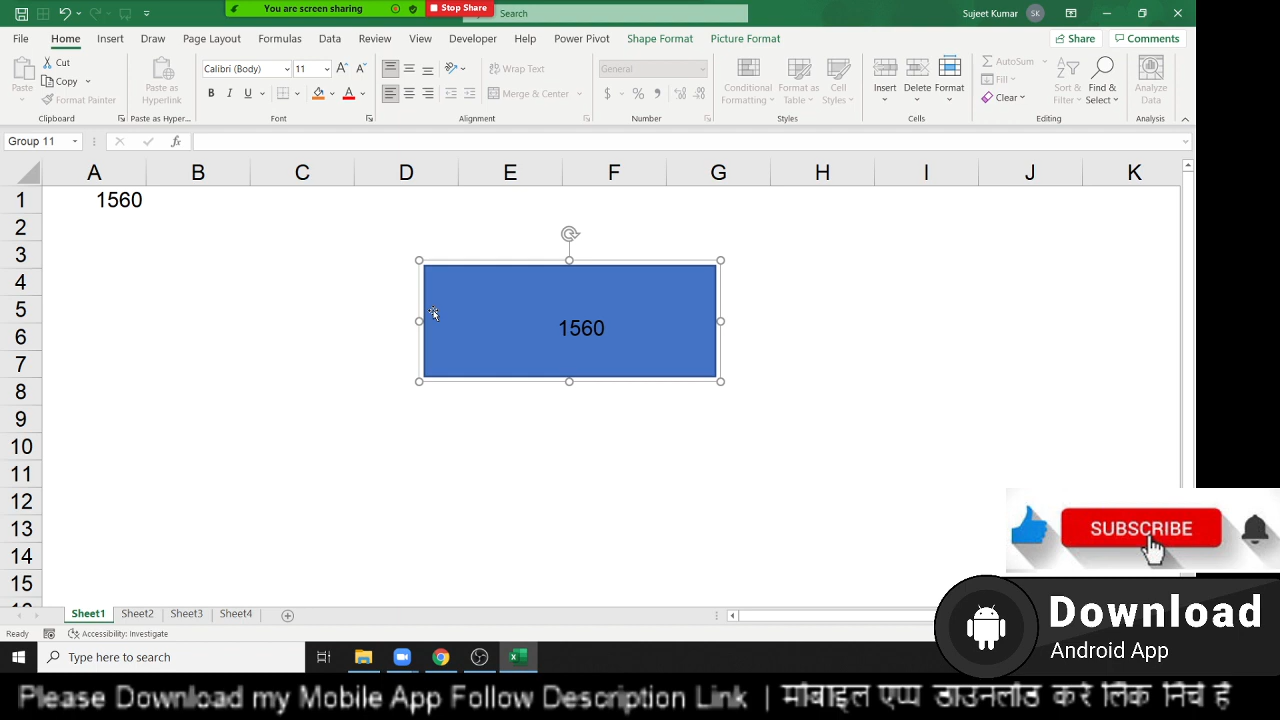 You are screen sharing
Stop Share
Search
Sujeet Kumar
SK
File Home Insert Draw Page Layout Formulas Data Review View Developer Help Power Pivot Shape Format Picture Format
Share
Comments
Paste
Cut
Copy
Format Painter
Clipboard
Paste as Hyperlink
Paste as Hyper...
Calibri (Body) 11
B I U
Font
Wrap Text
Merge & Center
Alignment
General
$ % 9
Number
Conditional Formatting
Format as Table
Cell Styles
Styles
Insert Delete Format
Cells
AutoSum
Fill
Clear
Sort & Filter
Find & Select
Editing
Analyze Data
Analysis
Group 11
fx
A B C D E F G H I J K
1 1560
2
3
4
5
6 1560
7
8
9
10
11
12
13
14
15
SUBSCRIBE
Sheet1 Sheet2 Sheet3 Sheet4
Ready
Accessibility: Investigate
Download
Android App
Type here to search
Please Download my Mobile App Follow Description Link | मोबाइल एप्प डाउनलोड करे लिंक निचे है